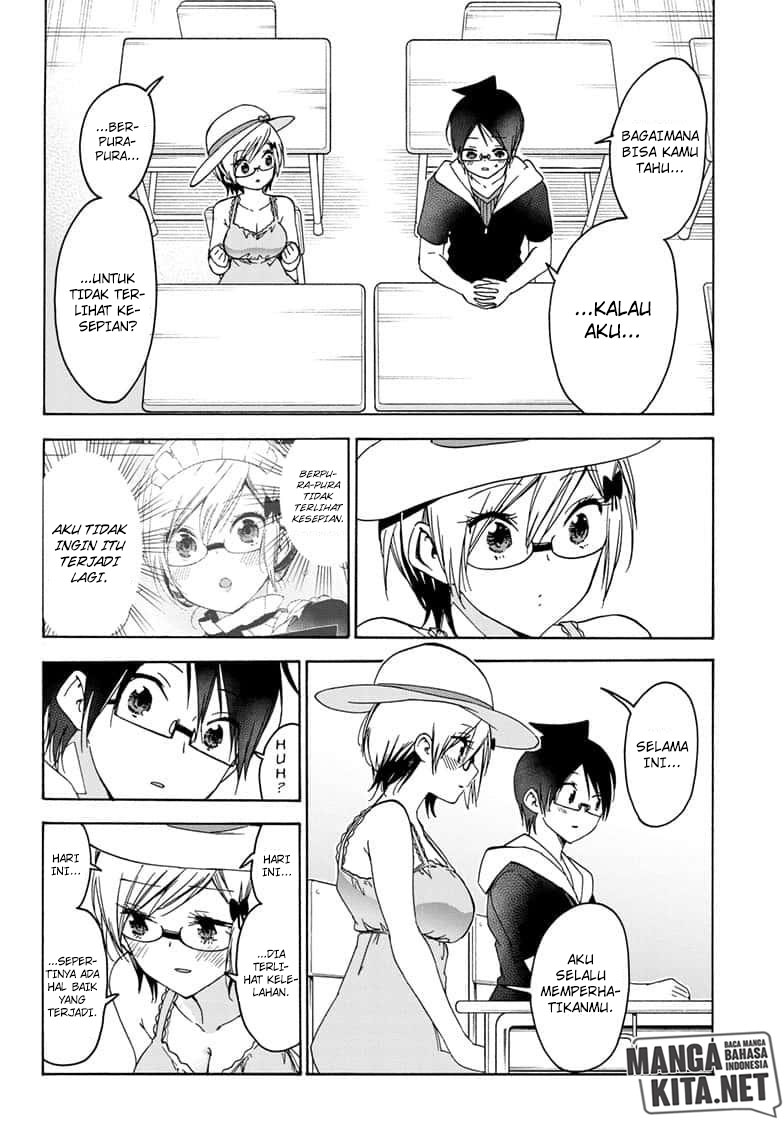 BAGAIMANA
BISA KAMU
TAHU...
...KALAU
AKU...
...BER-
PURA-
PURA...
...UNTUK
TIDAK TER-
LIHAT KE-
SEPIAN?
BERPU-
RA-PURA
TIDAK
TERLIHAT
KESEPIAN.
AKU TIDAK
INGIN ITU
TERJADI
LAGI.
SELAMA
INI...
AKU
SELALU
MEMPERHA-
TIKANMU.
HUH?
HARI
INI...
...DIA
TERLI-
HAT KELE-
LAHAN.
HARI
INI...
...SEPER-
TINYA ADA
HAL BAIK
YANG
TERJADI.
MANGA
KITA.NET
BACA MANGA
BAHASA
INDONESIA